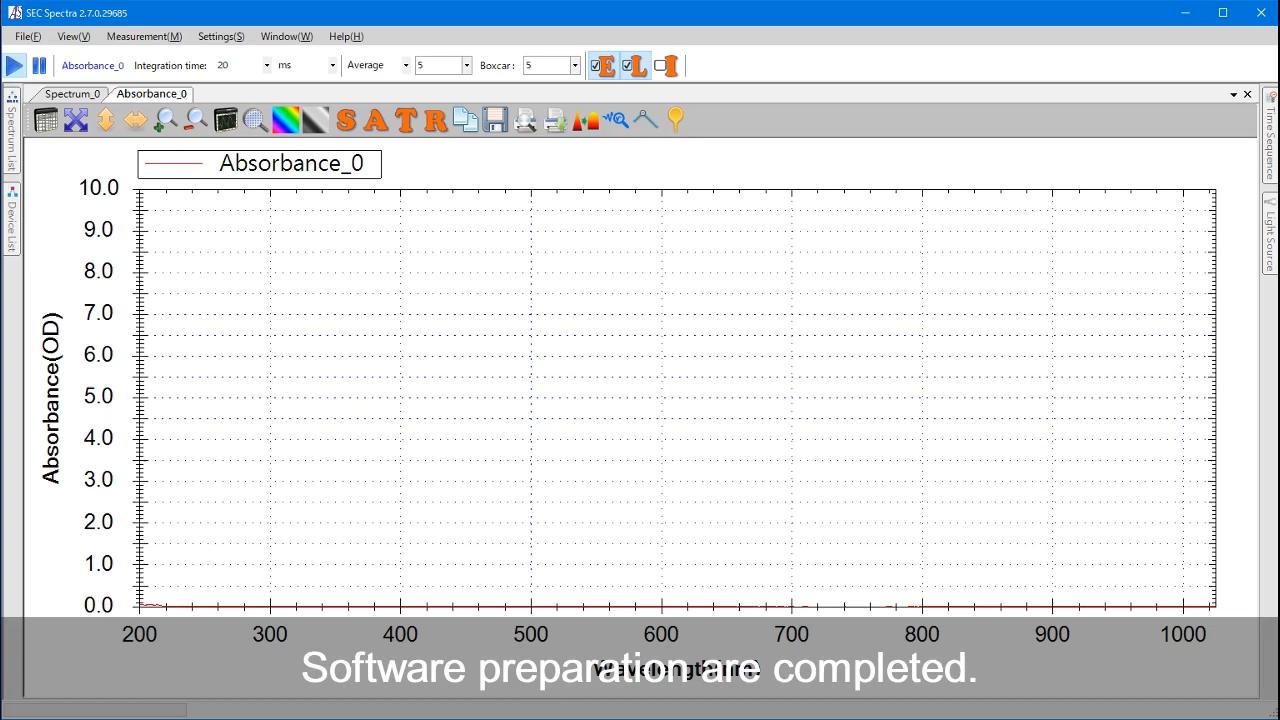 SEC Spectra 2.7.0.29685
File(F) View(V) Measurement(M) Settings(S) Window(W) Help(H)
Absorbance_0 Integration time: 20 ms Average 5 Boxcar: 5 E L I
Spectrum_0 Absorbance_0
S A T R
Spectrum List
Device List
Time Sequence
Light Source
Absorbance_0
Absorbance(OD)
10.0
9.0
8.0
7.0
6.0
5.0
4.0
3.0
2.0
1.0
0.0
200 300 400 500 600 700 800 900 1000
Software preparation are completed.